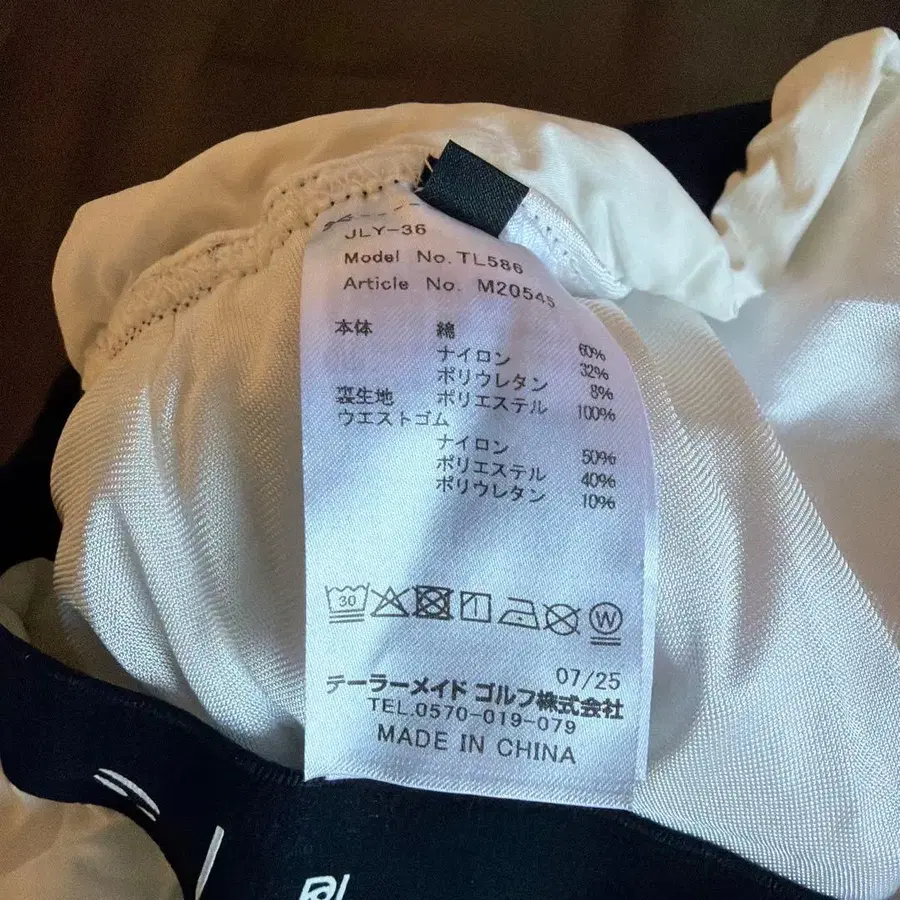 JLY-36
Model No. TL586
Article No. M20545
本体 綿 60%
ナイロン 32%
ポリウレタン 8%
裏生地 ポリエステル 100%
ウエストゴム
ナイロン 50%
ポリエステル 40%
ポリウレタン 10%
30
W
07/25
テーラーメイド ゴルフ株式会社
TEL.0570-019-079
MADE IN CHINA